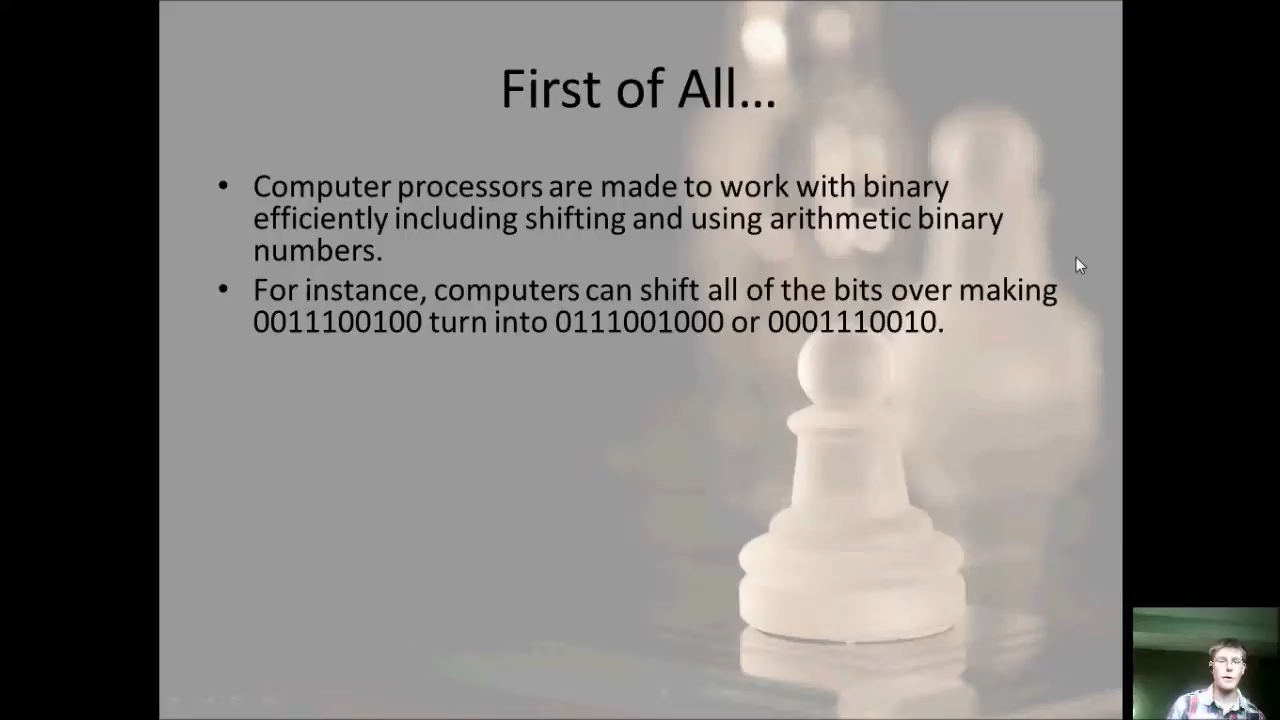 First of All...
• Computer processors are made to work with binary
efficiently including shifting and using arithmetic binary
numbers.
• For instance, computers can shift all of the bits over making
0011100100 turn into 0111001000 or 0001110010.